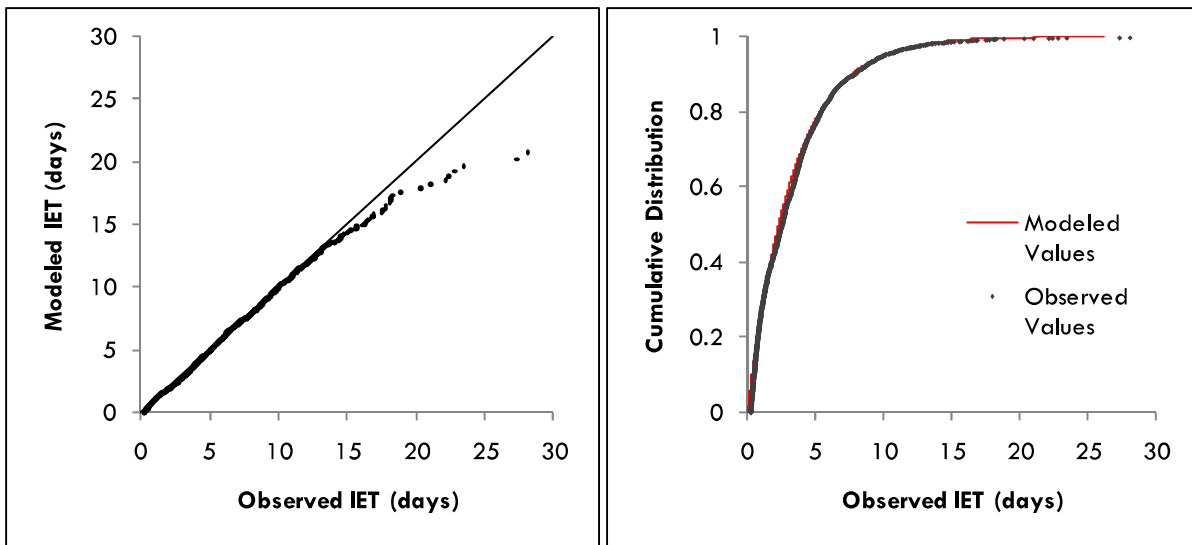 30
25
20
15
10
5
0
Modeled IET (days)
0 5 10 15 20 25 30
Observed IET (days)
1
0.8
0.6
0.4
0.2
0
Cumulative Distribution
Modeled
Values
Observed
Values
0 5 10 15 20 25 30
Observed IET (days)